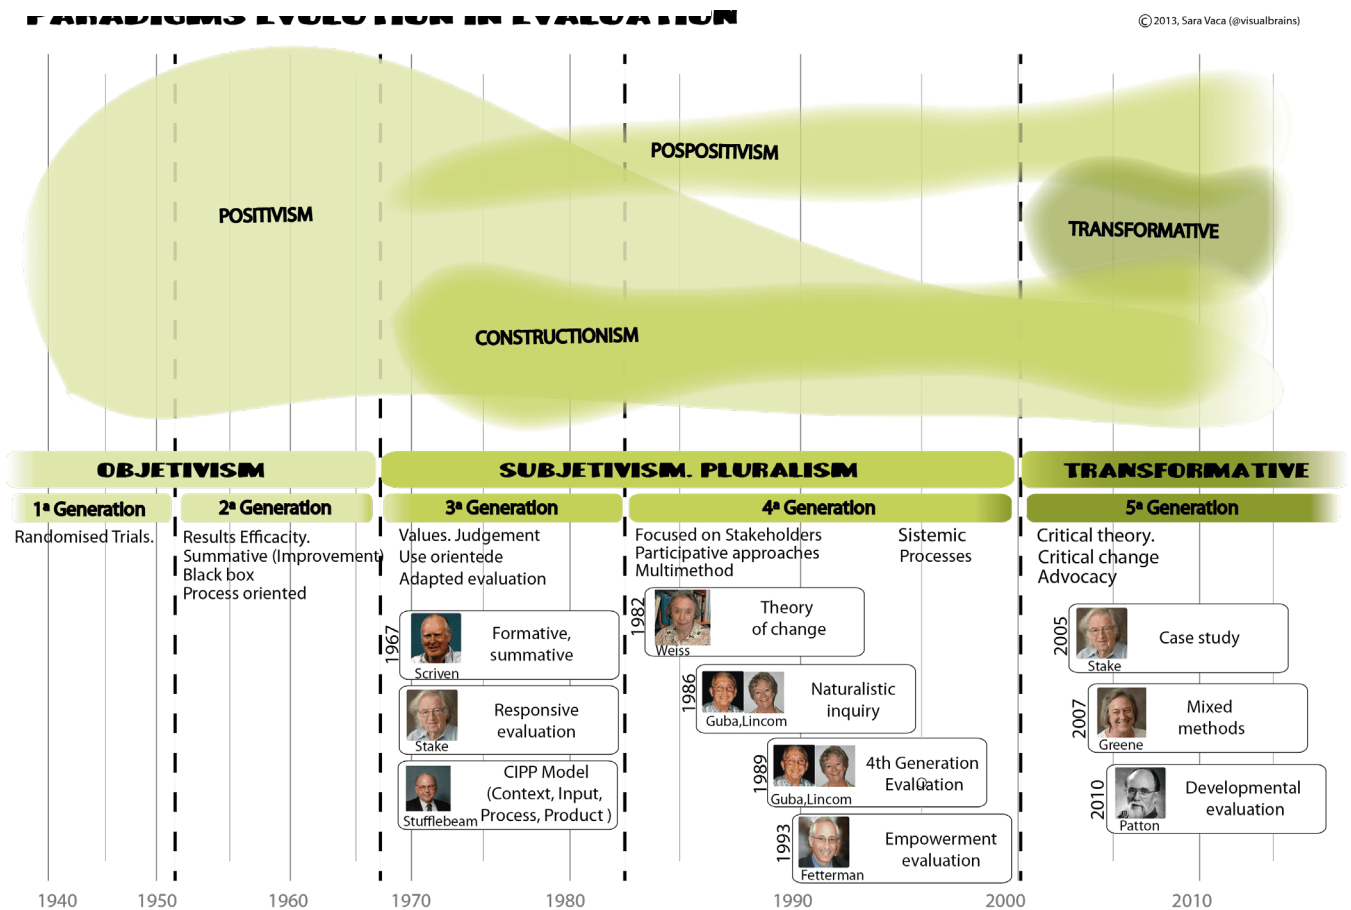 PARADIGMS EVOLUTION IN EVALUATION
© 2013, Sara Vaca (@visualbrains)
POSPOSITIVISM
POSITIVISM
TRANSFORMATIVE
CONSTRUCTIONISM
OBJETIVISM
SUBJETIVISM. PLURALISM
TRANSFORMATIVE
1ª Generation
2ª Generation
3ª Generation
4ª Generation
5ª Generation
Randomised Trials.
Results Efficacy.
Summative (Improvement)
Black box
Process oriented
Values. Judgement
Use orientede
Adapted evaluation
Focused on Stakeholders
Participative approaches
Multimethod
Sistemic
Processes
Critical theory.
Critical change
Advocacy
1967
Scriven
Formative,
summative
Stake
Responsive
evaluation
Stufflebeam
CIPP Model
(Context, Input,
Process, Product )
1982
Weiss
Theory
of change
1986
Guba,Lincom
Naturalistic
inquiry
1989
Guba,Lincom
4th Generation
Evaluation
1993
Fetterman
Empowerment
evaluation
2005
Stake
Case study
2007
Greene
Mixed
methods
2010
Patton
Developmental
evaluation
1940
1950
1960
1970
1980
1990
2000
2010